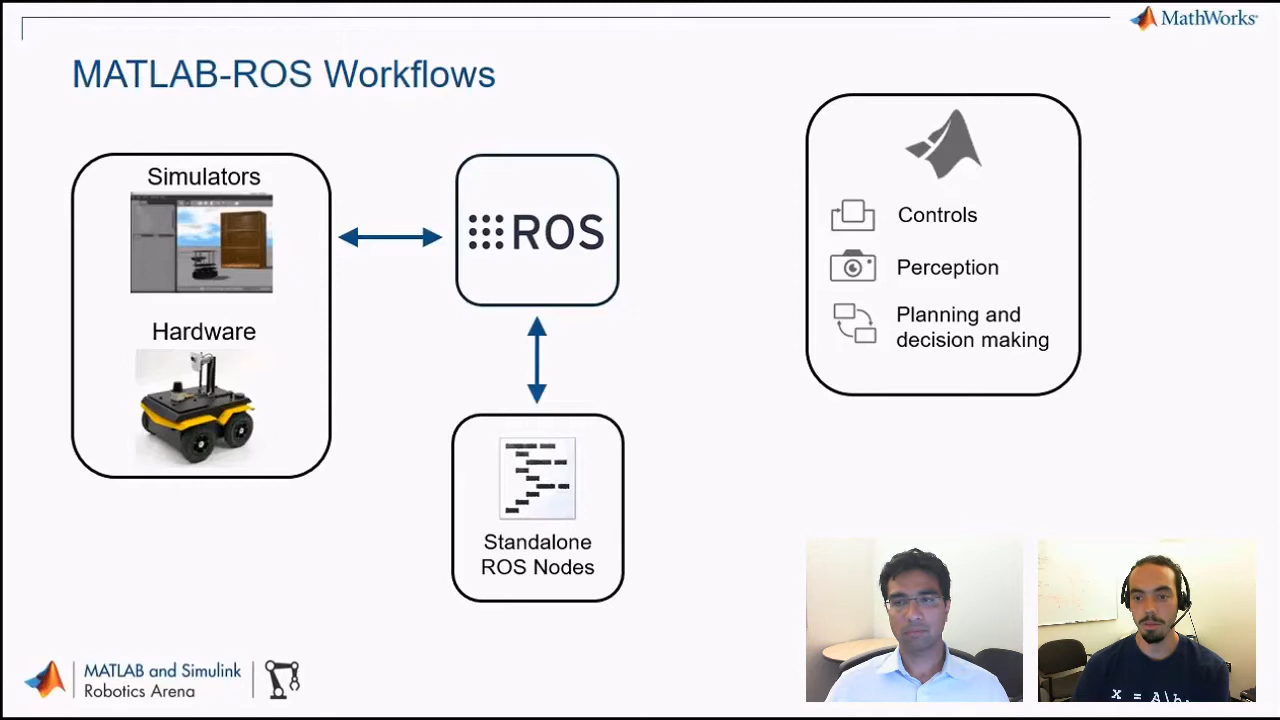 MathWorks®
MATLAB-ROS Workflows
Simulators
Hardware
ROS
Standalone
ROS Nodes
Controls
Perception
Planning and
decision making
MATLAB and Simulink
Robotics Arena
x = A\b;